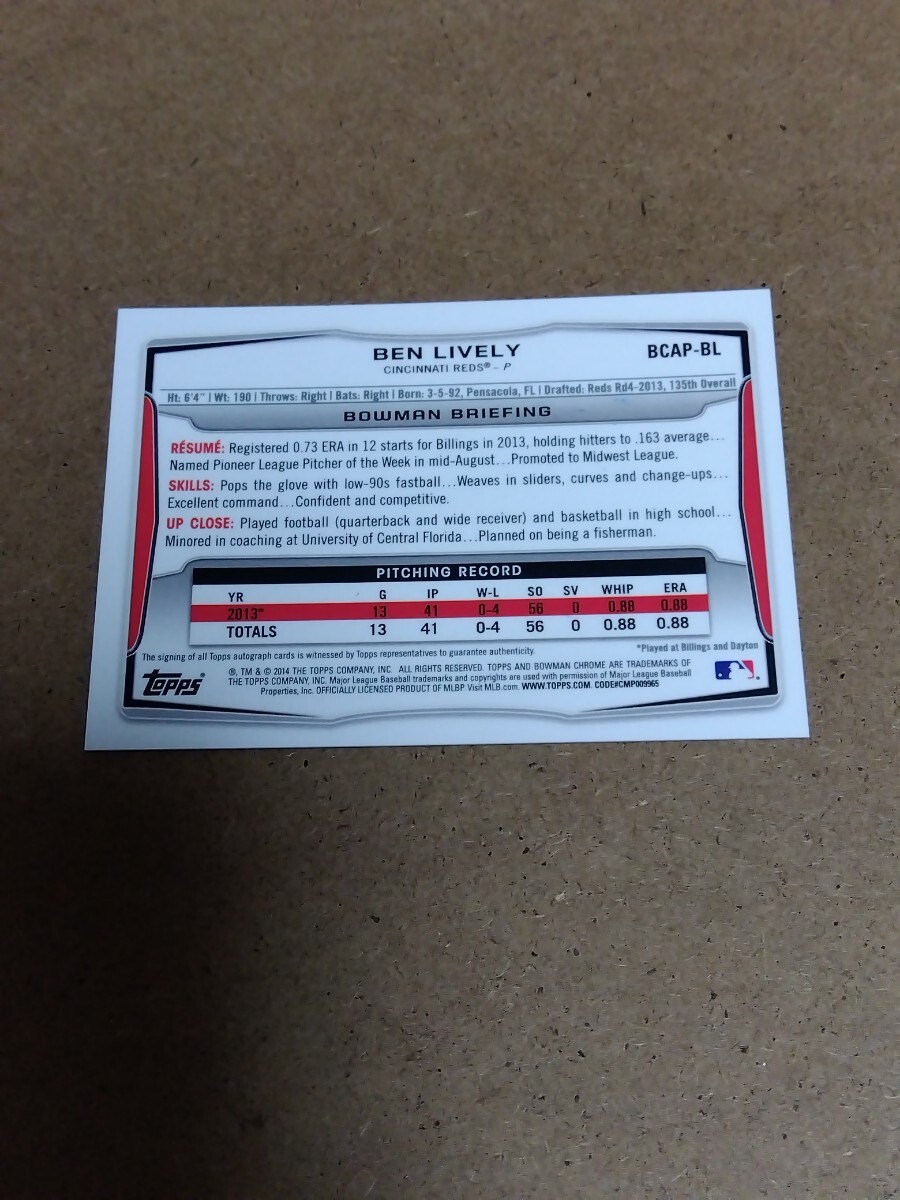 BEN LIVELY
BCAP-BL
CINCINNATI REDS® – P
Ht: 6'4" | Wt: 190 | Throws: Right | Bats: Right | Born: 3-5-92, Pensacola, FL | Drafted: Reds Rd4-2013, 135th Overall
BOWMAN BRIEFING
RÉSUMÉ: Registered 0.73 ERA in 12 starts for Billings in 2013, holding hitters to .163 average...
Named Pioneer League Pitcher of the Week in mid-August...Promoted to Midwest League.
SKILLS: Pops the glove with low-90s fastball...Weaves in sliders, curves and change-ups...
Excellent command...Confident and competitive.
UP CLOSE: Played football (quarterback and wide receiver) and basketball in high school...
Minored in coaching at University of Central Florida...Planned on being a fisherman.
PITCHING RECORD
YR G IP W-L SO SV WHIP ERA
2013* 13 41 0-4 56 0 0.88 0.88
TOTALS 13 41 0-4 56 0 0.88 0.88
*Played at Billings and Dayton
The signing of all Topps autograph cards is witnessed by Topps representatives to guarantee authenticity.
Topps®
®, TM & © 2014 THE TOPPS COMPANY, INC. ALL RIGHTS RESERVED. TOPPS AND BOWMAN CHROME ARE TRADEMARKS OF
THE TOPPS COMPANY, INC. Major League Baseball trademarks and copyrights are used with permission of Major League Baseball
Properties, Inc. OFFICIALLY LICENSED PRODUCT OF MLBP Visit MLB.com. WWW.TOPPS.COM. CODE#CMP009965